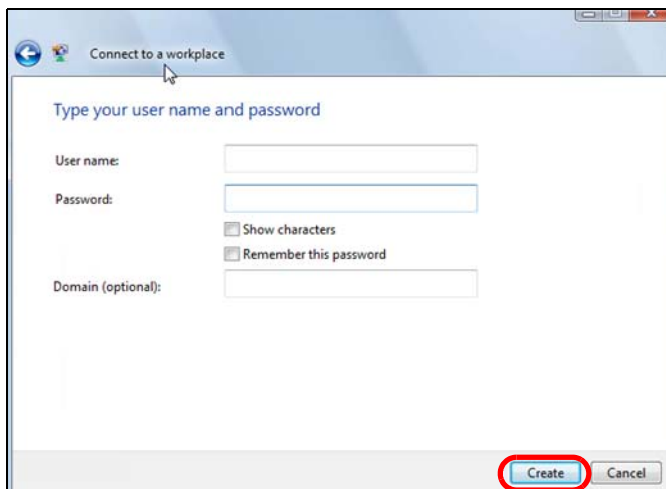 Connect to a workplace
Type your user name and password
User name:
Password:
Show characters
Remember this password
Domain (optional):
Create Cancel